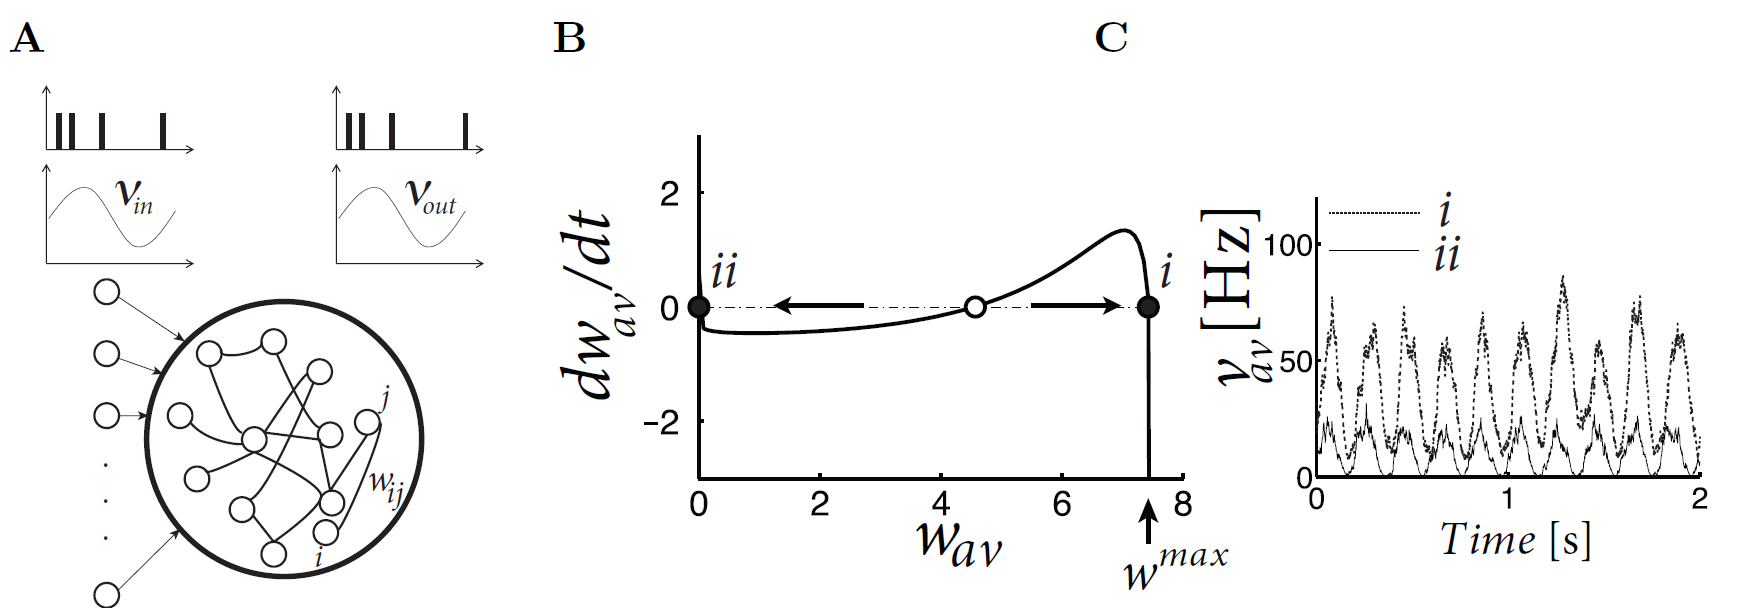 A
ν_in
ν_out
j
w_ij
i
B
dw_av/dt
2
0
−2
ii
i
0
2
4
6
8
w_av
w^max
C
ν_av [Hz]
100
50
0
i
ii
0
1
2
Time [s]